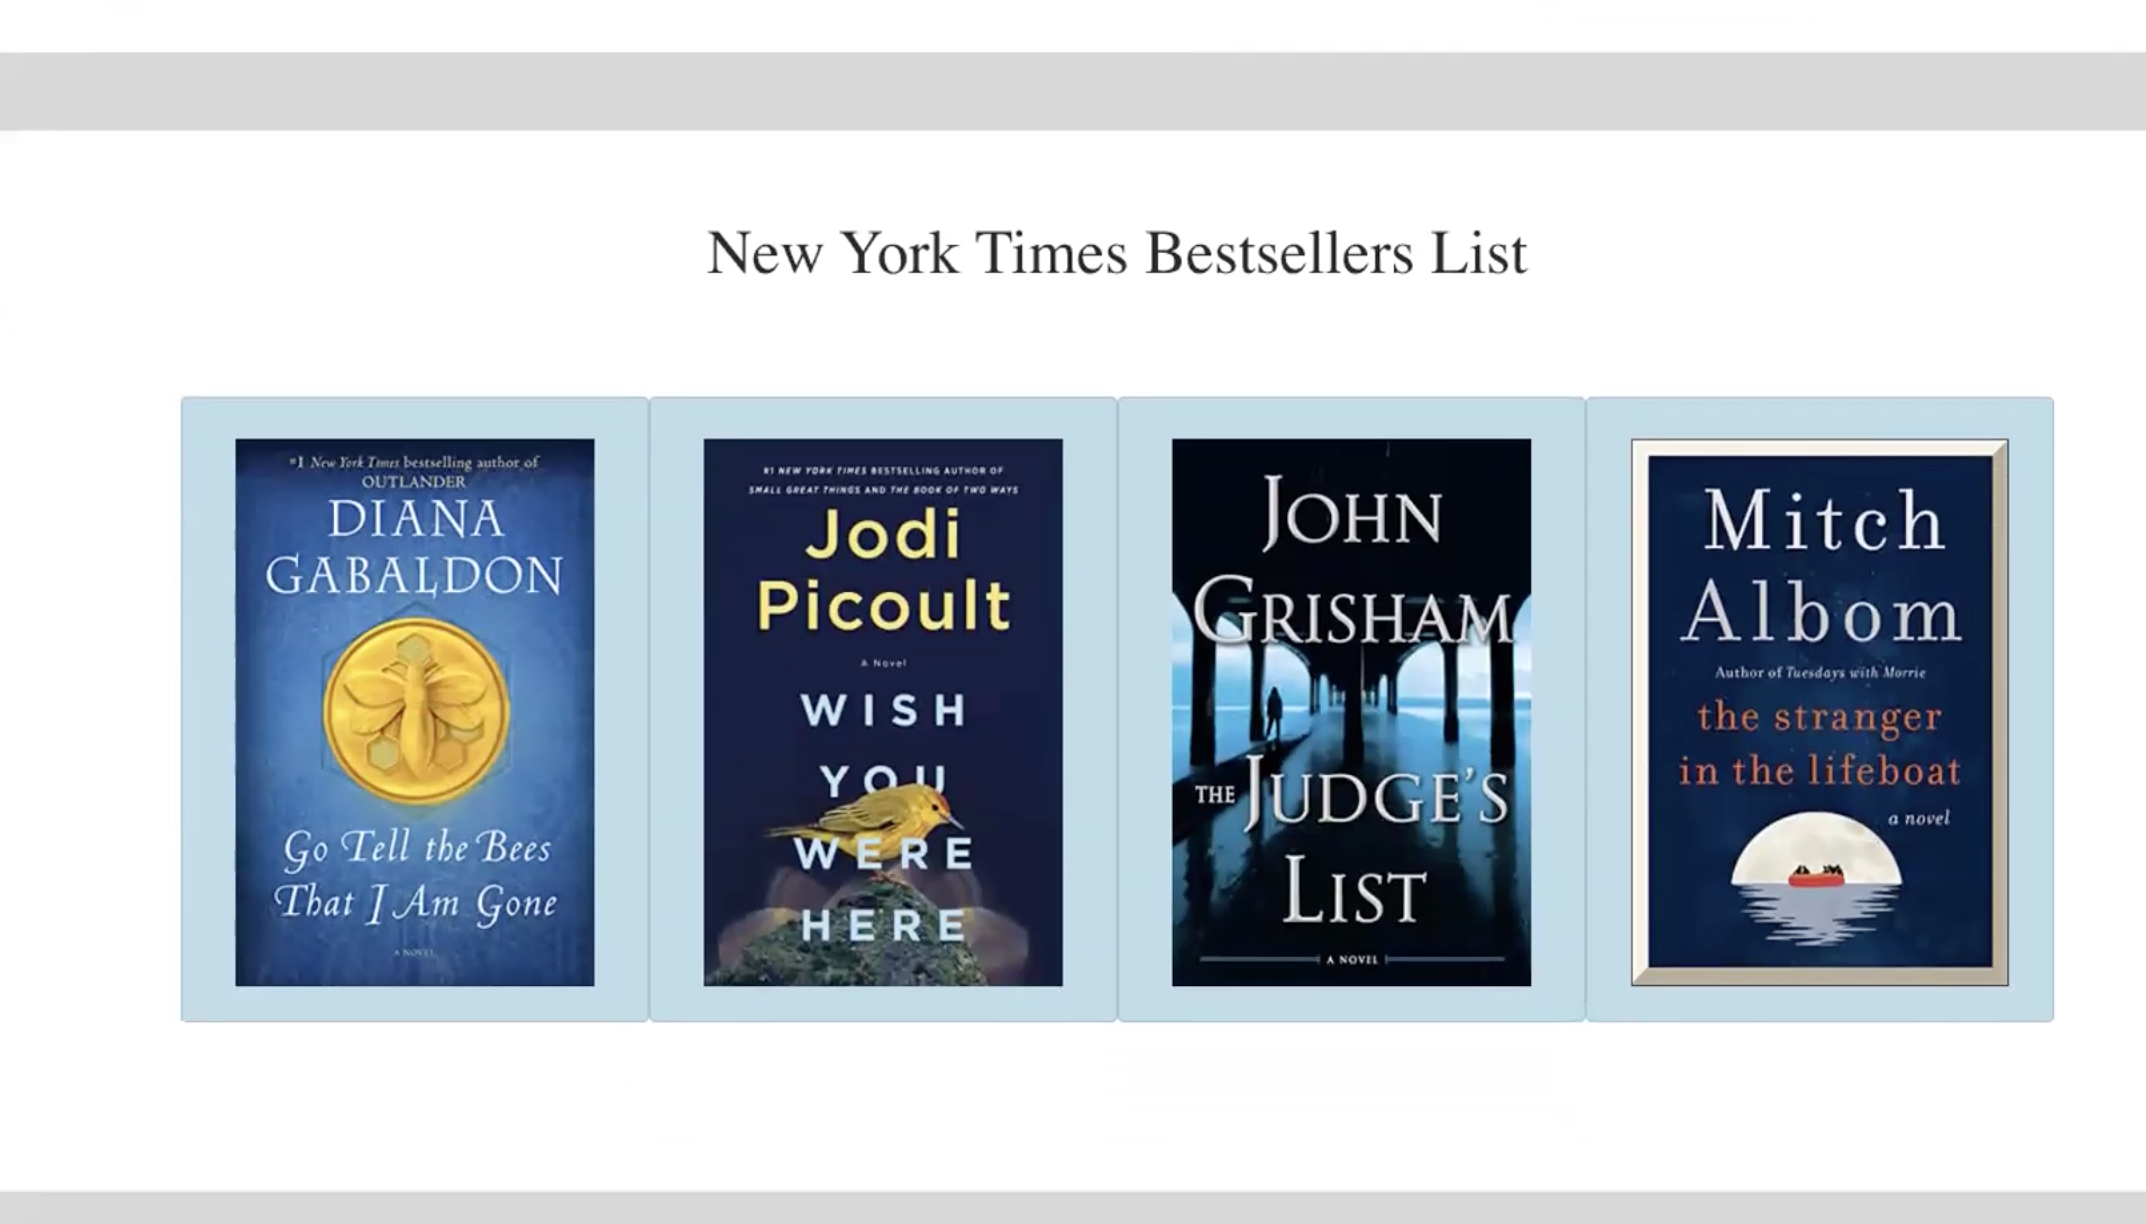 New York Times Bestsellers List
#1 New York Times bestselling author of
OUTLANDER
DIANA
GABALDON
Go Tell the Bees
That I Am Gone
A NOVEL
#1 NEW YORK TIMES BESTSELLING AUTHOR OF
SMALL GREAT THINGS AND THE BOOK OF TWO WAYS
Jodi
Picoult
A Novel
WISH
YOU
WERE
HERE
JOHN
GRISHAM
THE JUDGE'S
LIST
A NOVEL
Mitch
Albom
Author of Tuesdays with Morrie
the stranger
in the lifeboat
a novel